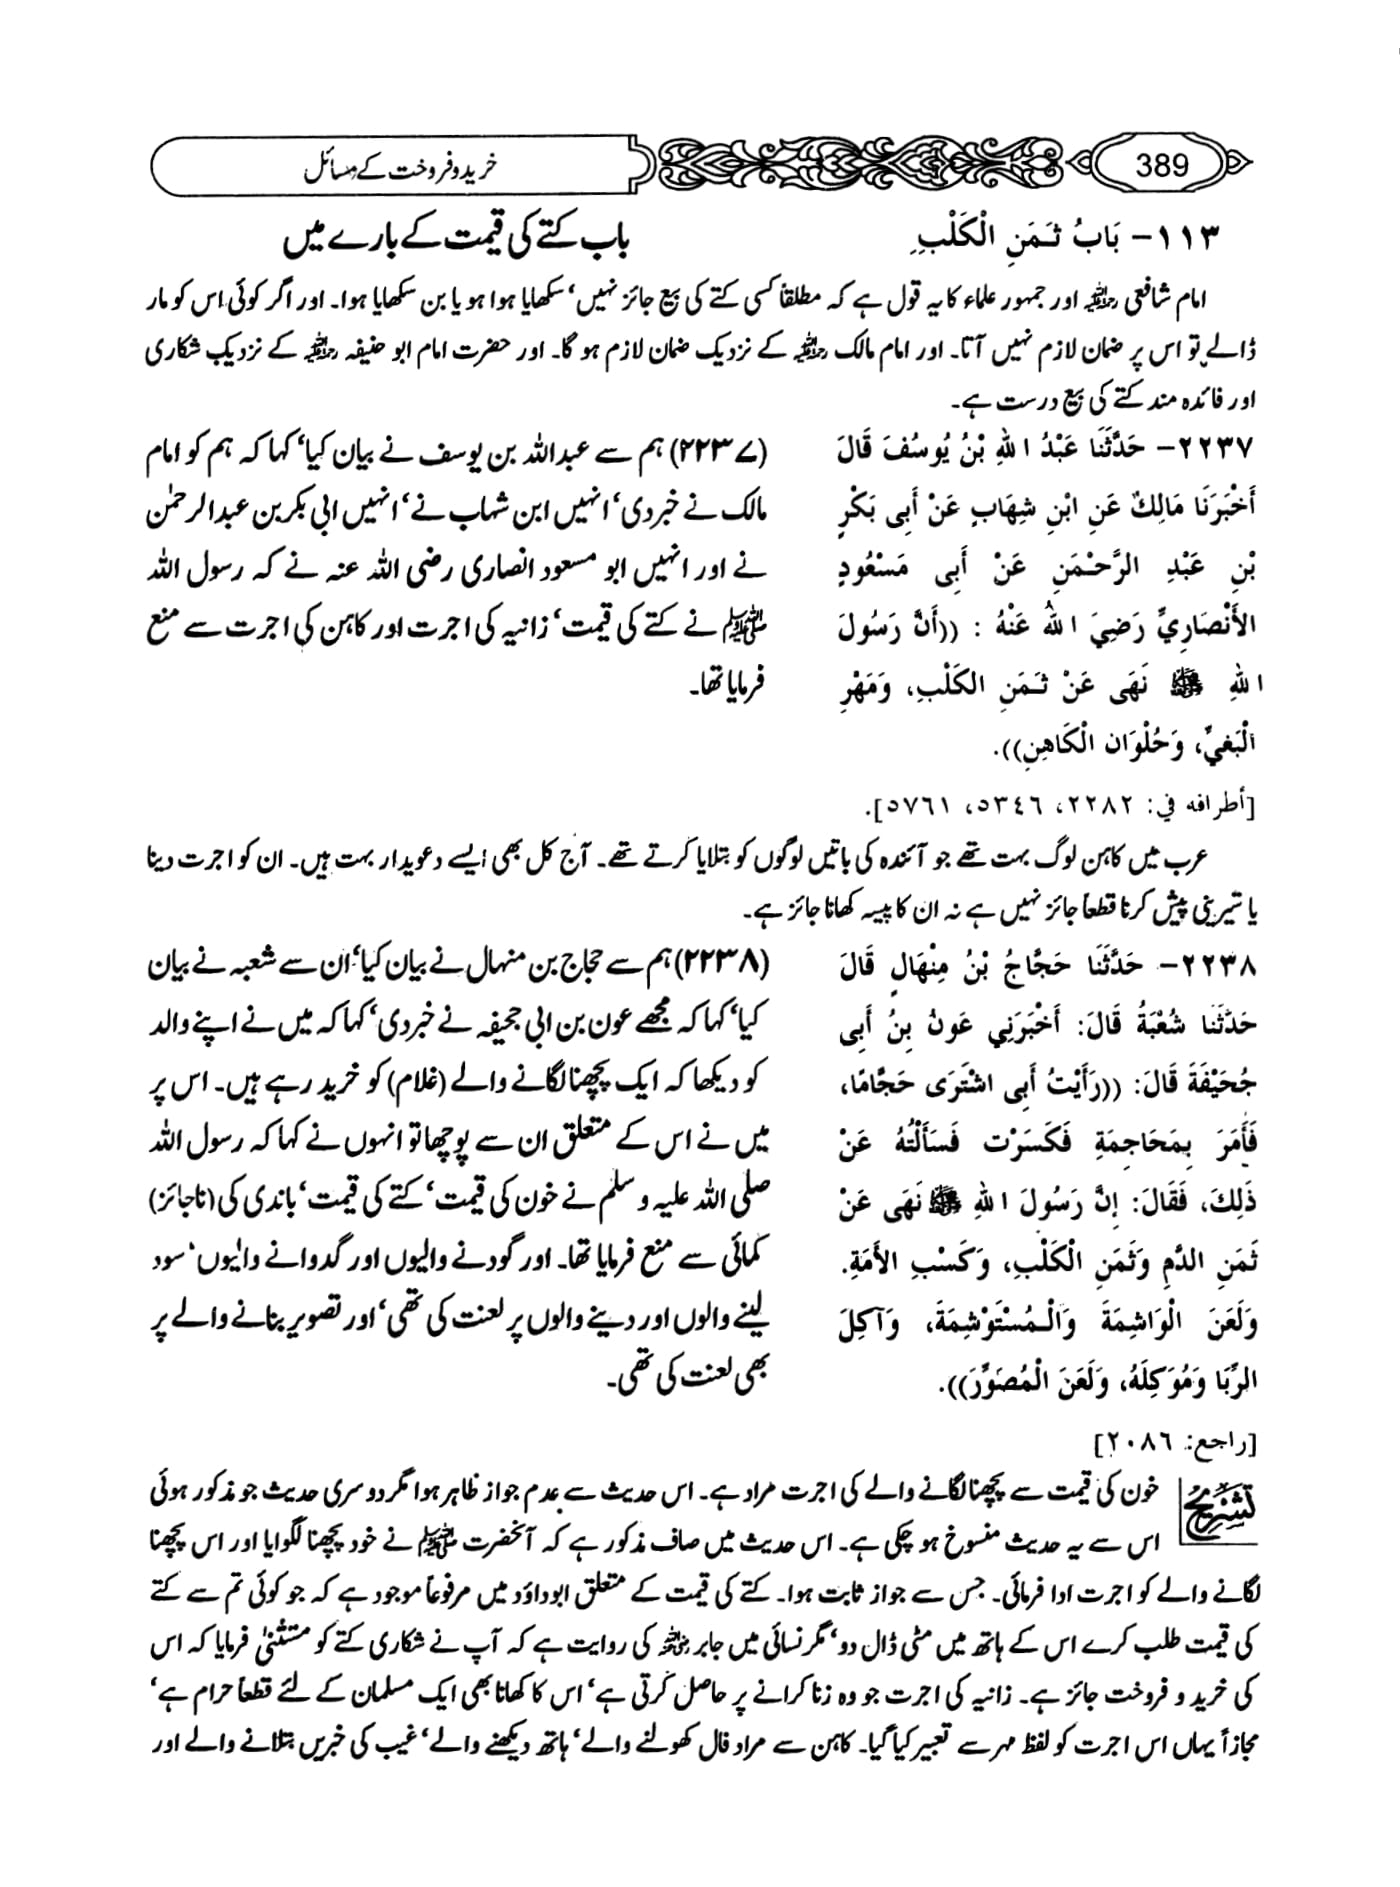 389
خرید و فروخت کے مسائل
١١٣- بَابُ ثَمَنِ الْكَلْبِ
باب کتے کی قیمت کے بارے میں
امام شافعی رحمہ اللہ اور جمہور علماء کا یہ قول ہے کہ مطلقاً کسی کتے کی بیع جائز نہیں‘ سکھایا ہوا ہو یا بن سکھایا ہوا۔ اور اگر کوئی اس کو مار
ڈالے تو اس پر ضمان لازم نہیں آتا۔ اور امام مالک رحمہ اللہ کے نزدیک ضمان لازم ہو گا۔ اور حضرت امام ابو حنیفہ رحمہ اللہ کے نزدیک شکاری
اور فائدہ مند کتے کی بیع درست ہے۔
٢٢٣٧- حَدَّثَنَا عَبْدُ اللهِ بْنُ يُوسُفَ قَالَ
أَخْبَرَنَا مَالِكٌ عَنِ ابْنِ شِهَابٍ عَنْ أَبِي بَكْرِ
بْنِ عَبْدِ الرَّحْمَنِ عَنْ أَبِي مَسْعُودٍ
الأَنْصَارِيِّ رَضِيَ اللهُ عَنْهُ : ((أَنَّ رَسُولَ
اللهِ ﷺ نَهَى عَنْ ثَمَنِ الكَلْبِ، وَمَهْرِ
الْبَغِيِّ، وَحُلْوَانِ الْكَاهِنِ)).
[أطرافه في: ٢٢٨٢، ٥٣٤٦، ٥٧٦١].
(۲۲۳۷) ہم سے عبداللہ بن یوسف نے بیان کیا‘ کہا کہ ہم کو امام
مالک نے خبر دی‘ انہیں ابن شہاب نے‘ انہیں ابی بکر بن عبدالرحمٰن
نے اور انہیں ابو مسعود انصاری رضی اللہ عنہ نے کہ رسول اللہ
ﷺ نے کتے کی قیمت‘ زانیہ کی اجرت اور کاہن کی اجرت سے منع
فرمایا تھا۔
عرب میں کاہن لوگ بہت تھے جو آئندہ کی باتیں لوگوں کو بتلایا کرتے تھے۔ آج کل بھی ایسے دعویدار بہت ہیں۔ ان کو اجرت دینا
یا شیرینی پیش کرنا قطعاً جائز نہیں ہے نہ ان کا پیسہ کھانا جائز ہے۔
٢٢٣٨- حَدَّثَنَا حَجَّاجُ بْنُ مِنْهَالٍ قَالَ
حَدَّثَنَا شُعْبَةُ قَالَ: أَخْبَرَنِي عَونُ بنُ أَبِي
جُحَيْفَةَ قَالَ: ((رَأَيْتُ أَبِي اشْتَرَى حَجَّامًا،
فَأَمَرَ بِمَحَاجِمِهِ فَكُسِرَتْ فَسَأَلْتُهُ عَنْ
ذَلِكَ، فَقَالَ: إِنَّ رَسُولَ اللهِ ﷺ نَهَى عَنْ
ثَمَنِ الدَّمِ وَثَمَنِ الْكَلْبِ، وَكَسْبِ الأَمَةِ.
وَلَعَنَ الْوَاشِمَةَ وَالْمُسْتَوْشِمَةَ، وَآكِلَ
الرِّبَا وَمُوكِلَهُ، وَلَعَنَ الْمُصَوِّرَ)).
[راجع: ٢٠٨٦]
(۲۲۳۸) ہم سے حجاج بن منہال نے بیان کیا‘ ان سے شعبہ نے بیان
کیا‘ کہا کہ مجھے عون بن ابی جحیفہ نے خبر دی‘ کہا کہ میں نے اپنے والد
کو دیکھا کہ ایک پچھنا لگانے والے (غلام) کو خرید رہے ہیں۔ اس پر
میں نے اس کے متعلق ان سے پوچھا تو انہوں نے کہا کہ رسول اللہ
صلی اللہ علیہ و سلم نے خون کی قیمت‘ کتے کی قیمت‘ باندی کی (ناجائز)
کمائی سے منع فرمایا تھا۔ اور گودنے والیوں اور گدوانے والیوں‘ سود
لینے والوں اور دینے والوں پر لعنت کی تھی‘ اور تصویر بنانے والے پر
بھی لعنت کی تھی۔
تشریح
خون کی قیمت سے پچھنا لگانے والے کی اجرت مراد ہے۔ اس حدیث سے عدم جواز ظاہر ہوا مگر دوسری حدیث جو مذکور ہوئی
اس سے یہ حدیث منسوخ ہو چکی ہے۔ اس حدیث میں صاف مذکور ہے کہ آنحضرت ﷺ نے خود پچھنا لگوایا اور اس پچھنا
لگانے والے کو اجرت ادا فرمائی۔ جس سے جواز ثابت ہوا۔ کتے کی قیمت کے متعلق ابوداؤد میں مرفوعاً موجود ہے کہ جو کوئی تم سے کتے
کی قیمت طلب کرے اس کے ہاتھ میں مٹی ڈال دو‘ مگر نسائی میں جابر رضی اللہ عنہ کی روایت ہے کہ آپ نے شکاری کتے کو مستثنیٰ فرمایا کہ اس
کی خرید و فروخت جائز ہے۔ زانیہ کی اجرت جو وہ زنا کرانے پر حاصل کرتی ہے‘ اس کا کھانا بھی ایک مسلمان کے لئے قطعاً حرام ہے‘
مجازاً یہاں اس اجرت کو لفظ مہر سے تعبیر کیا گیا۔ کاہن سے مراد فال کھولنے والے‘ ہاتھ دیکھنے والے‘ غیب کی خبریں بتلانے والے اور